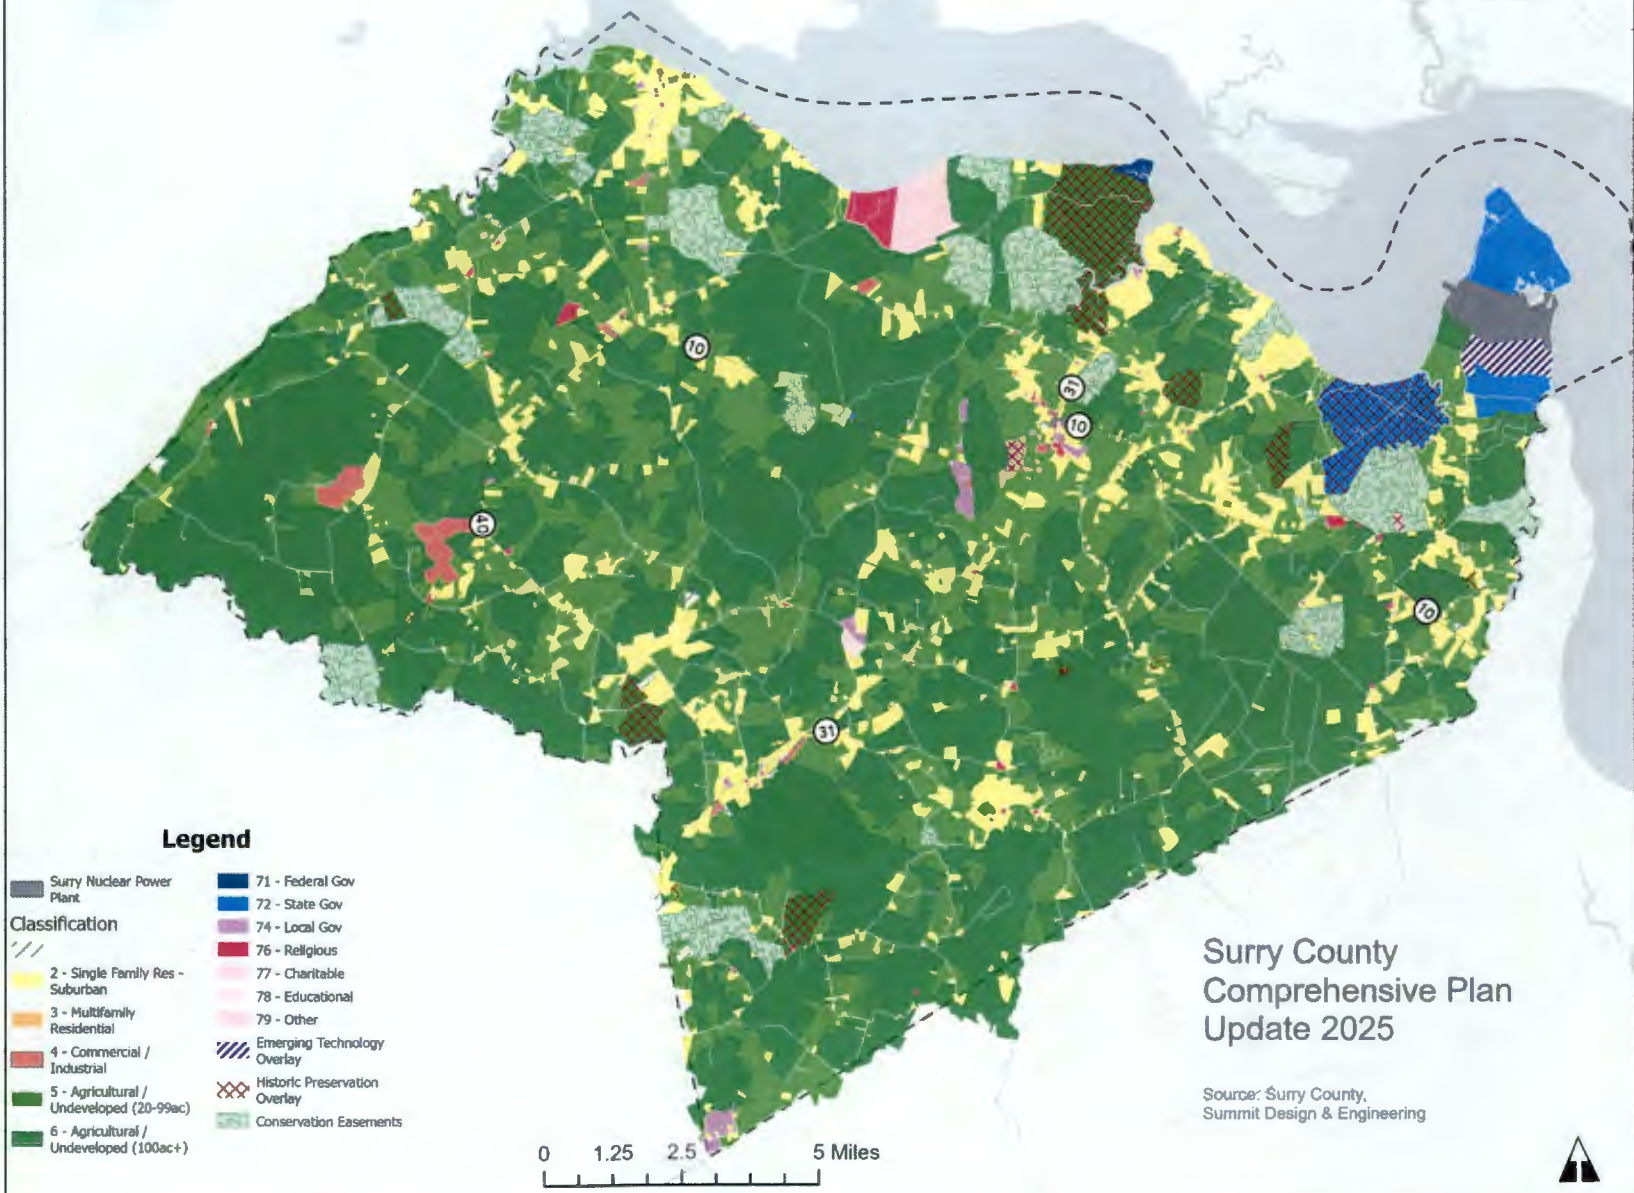 10
31
10
40
10
31
Legend
Surry Nuclear Power
Plant
Classification
2 - Single Family Res -
Suburban
3 - Multifamily
Residential
4 - Commercial /
Industrial
5 - Agricultural /
Undeveloped (20-99ac)
6 - Agricultural /
Undeveloped (100ac+)
71 - Federal Gov
72 - State Gov
74 - Local Gov
76 - Religious
77 - Charitable
78 - Educational
79 - Other
Emerging Technology
Overlay
Historic Preservation
Overlay
Conservation Easements
0 1.25 2.5 5 Miles
Surry County
Comprehensive Plan
Update 2025
Source: Surry County,
Summit Design & Engineering